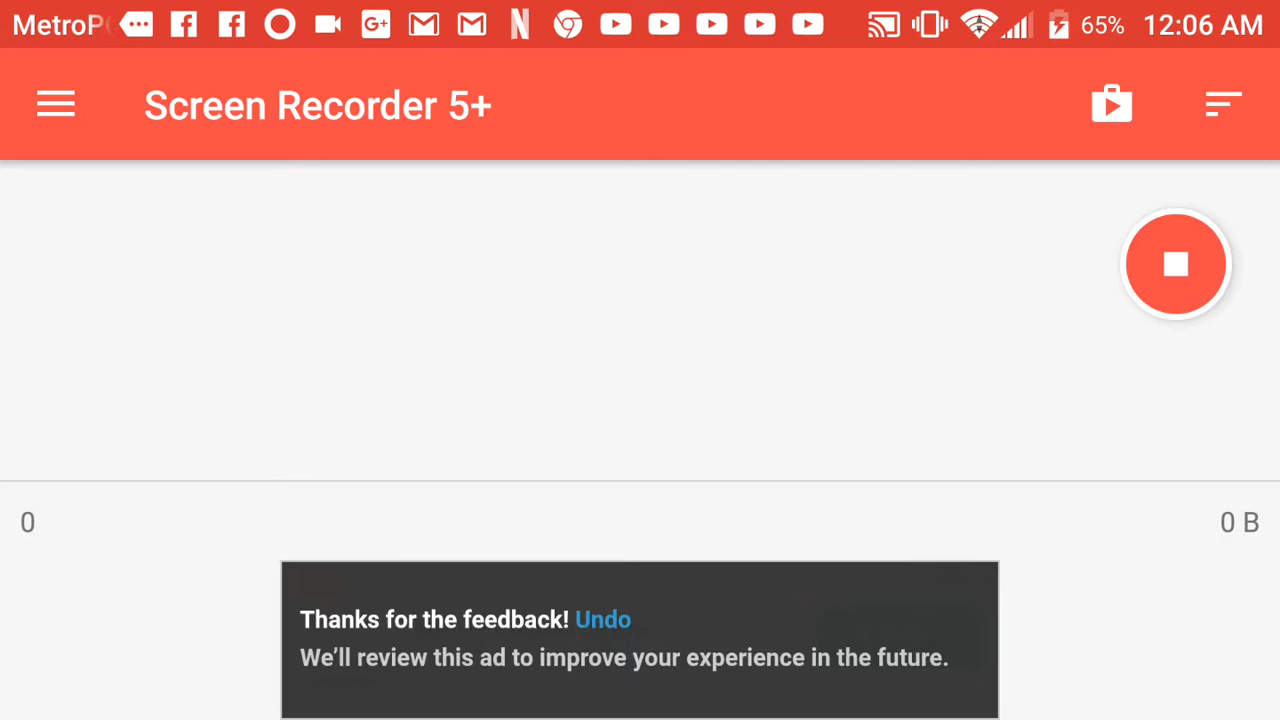 MetroP 65% 12:06 AM
Screen Recorder 5+
0 0 B
Thanks for the feedback! Undo
We’ll review this ad to improve your experience in the future.